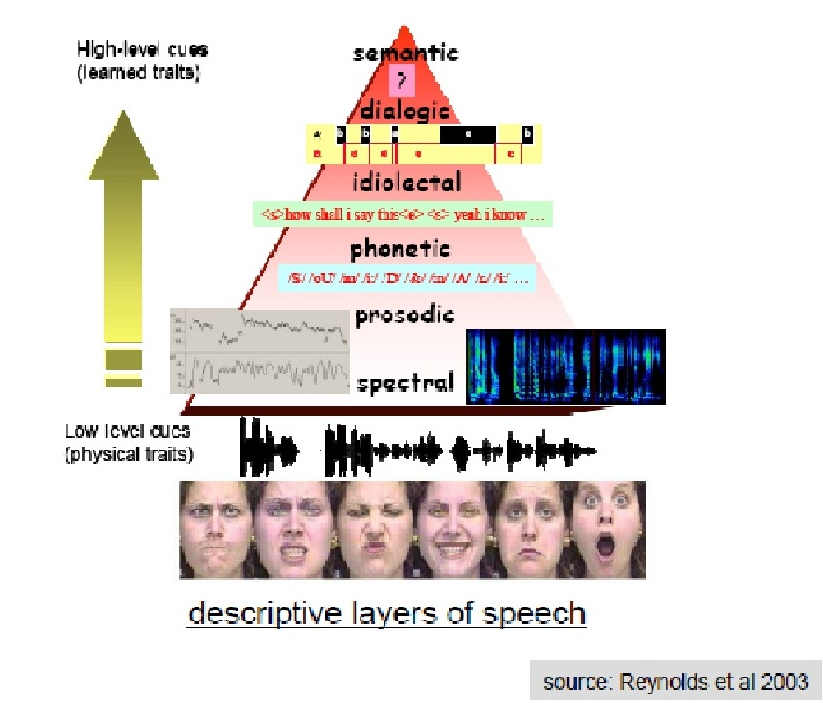 High-level cues
(learned traits)
semantic
?
dialogic
a b b a c b
a c c
idiolectal
<s> how shall i say this <e> <s> yeah i know ...
phonetic
prosodic
spectral
Low level cues
(physical traits)
descriptive layers of speech
source: Reynolds et al 2003